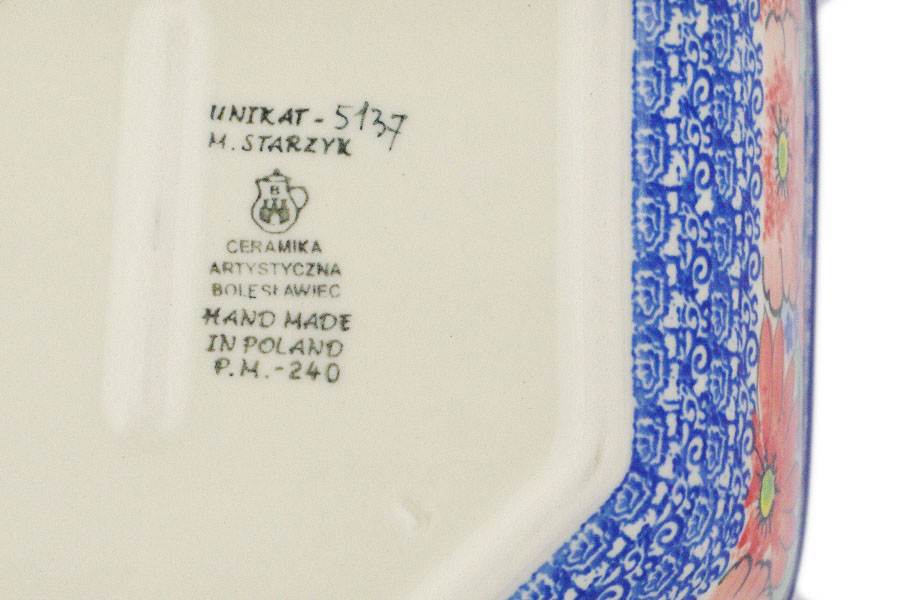 UNIKAT - 5137
M. STARZYK
B
CERAMIKA
ARTYSTYCZNA
BOLESŁAWIEC
HAND MADE
IN POLAND
P.M.-240